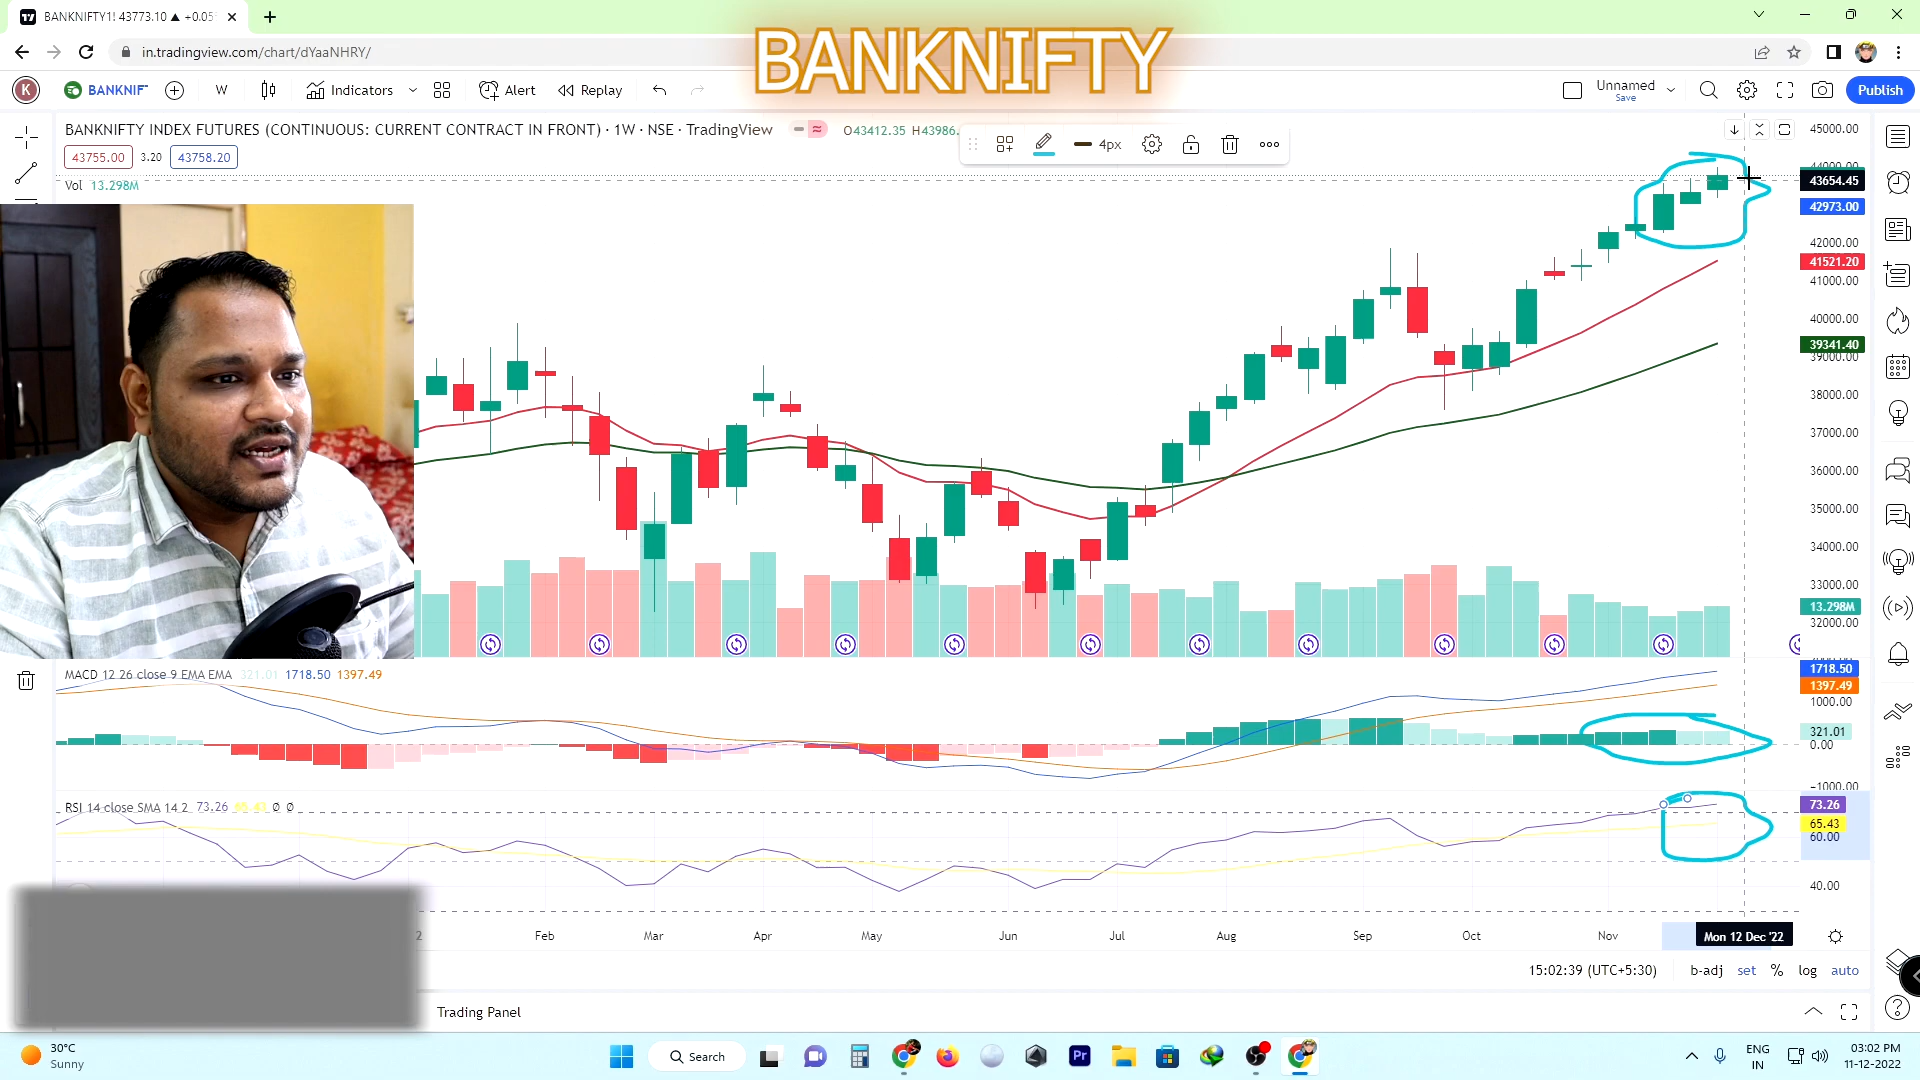 BANKNIFTY1! 43773.10 ▲ +0.05
BANKNIFTY
in.tradingview.com/chart/dYaaNHRY/
K
BANKNIF
W
Indicators
Alert
Replay
Unnamed
Save
Publish
BANKNIFTY INDEX FUTURES (CONTINUOUS: CURRENT CONTRACT IN FRONT) · 1W · NSE · TradingView
O43412.35 H43986.
4px
43755.00 3.20 43758.20
Vol 13.298M
45000.00
44000.00
43654.45
42973.00
42000.00
41521.20
41000.00
40000.00
39341.40
39000.00
38000.00
37000.00
36000.00
35000.00
34000.00
33000.00
13.298M
32000.00
MACD 12 26 close 9 EMA EMA 321.01 1718.50 1397.49
1718.50
1397.49
1000.00
321.01
0.00
−1000.00
RSI 14 close SMA 14 2 73.26 65.43 ∅ ∅
73.26
65.43
60.00
40.00
2 Feb Mar Apr May Jun Jul Aug Sep Oct Nov Mon 12 Dec '22
15:02:39 (UTC+5:30) b-adj set % log auto
Trading Panel
30°C
Sunny
Search
Pr
ENG
IN
03:02 PM
11-12-2022